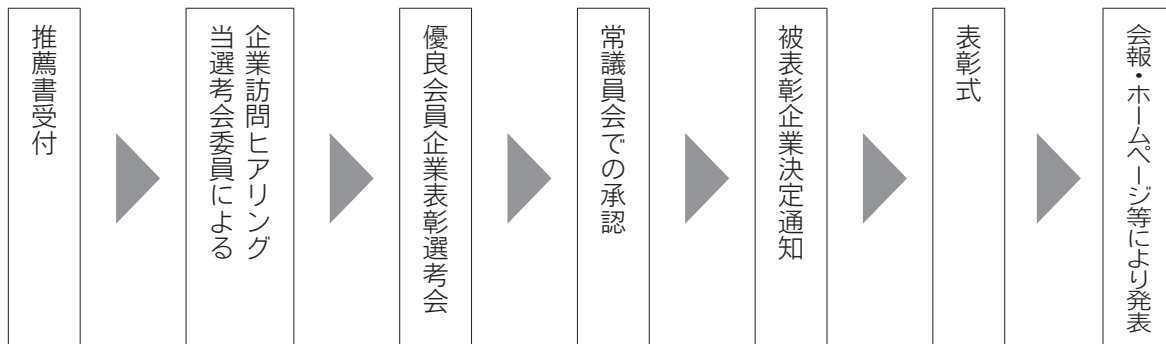 推薦書受付
企業訪問ヒアリング
当選考会委員による
優良会員企業表彰選考会
常議員会での承認
被表彰企業決定通知
表彰式
会報・ホームページ等により発表